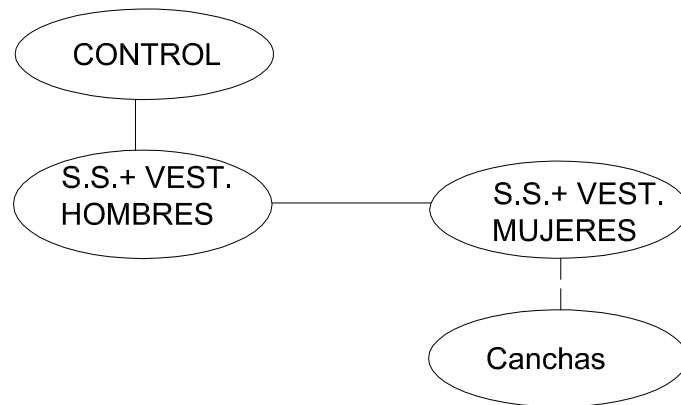 CONTROL
S.S.+ VEST.
HOMBRES
S.S.+ VEST.
MUJERES
Canchas